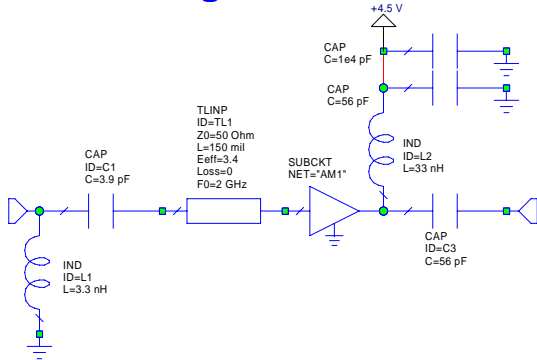 +4.5 V
CAP
C=1e4 pF
CAP
C=56 pF
TLINP
ID=TL1
Z0=50 Ohm
L=150 mil
Eeff=3.4
Loss=0
F0=2 GHz
CAP
ID=C1
C=3.9 pF
SUBCKT
NET="AM1"
IND
ID=L2
L=33 nH
CAP
ID=C3
C=56 pF
IND
ID=L1
L=3.3 nH